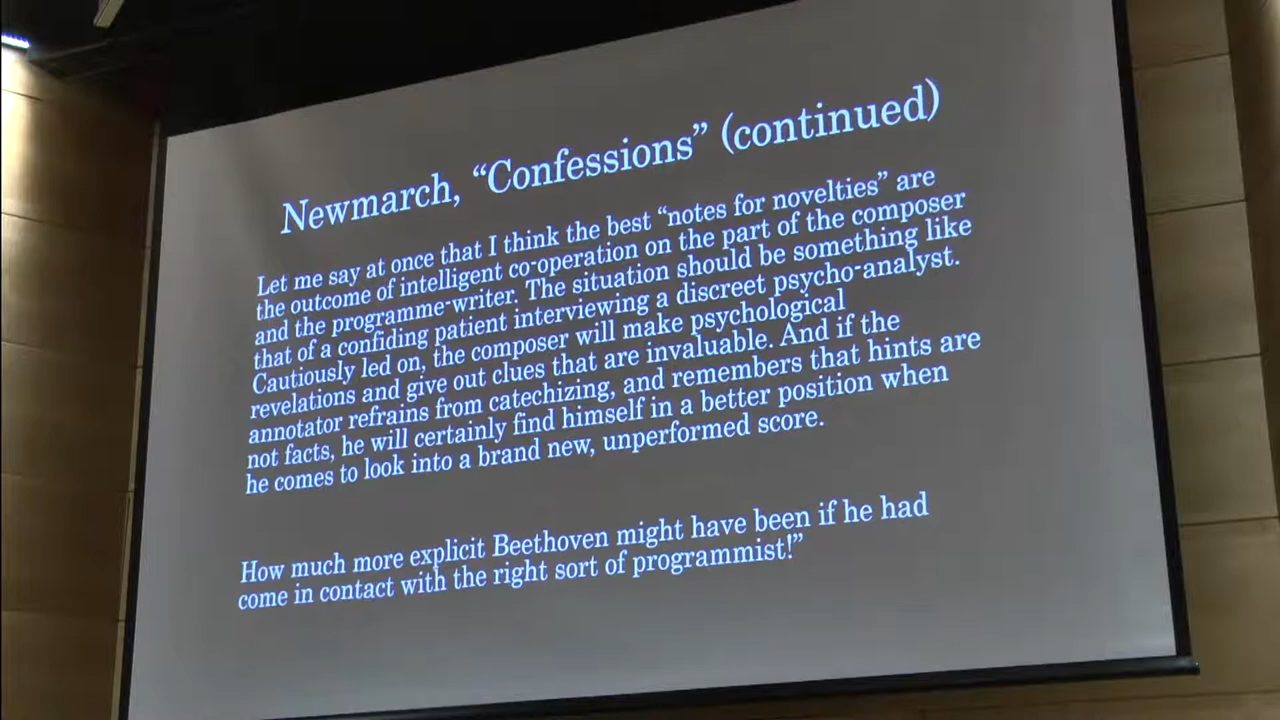 Newmarch, “Confessions” (continued)
Let me say at once that I think the best “notes for novelties” are
the outcome of intelligent co-operation on the part of the composer
and the programme-writer. The situation should be something like
that of a confiding patient interviewing a discreet psycho-analyst.
Cautiously led on, the composer will make psychological
revelations and give out clues that are invaluable. And if the
annotator refrains from catechizing, and remembers that hints are
not facts, he will certainly find himself in a better position when
he comes to look into a brand new, unperformed score.
How much more explicit Beethoven might have been if he had
come in contact with the right sort of programmist!”